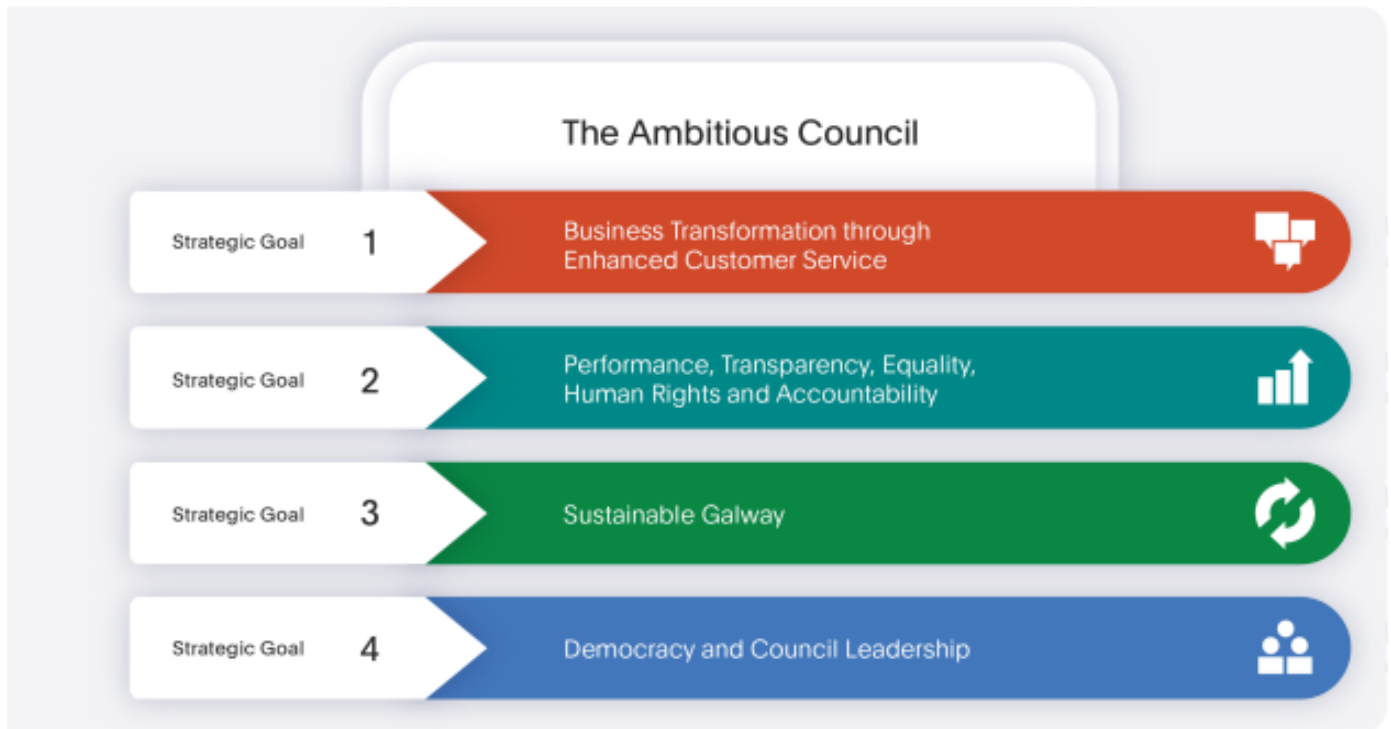 The Ambitious Council
Strategic Goal 1
Business Transformation through
Enhanced Customer Service
Strategic Goal 2
Performance, Transparency, Equality,
Human Rights and Accountability
Strategic Goal 3
Sustainable Galway
Strategic Goal 4
Democracy and Council Leadership